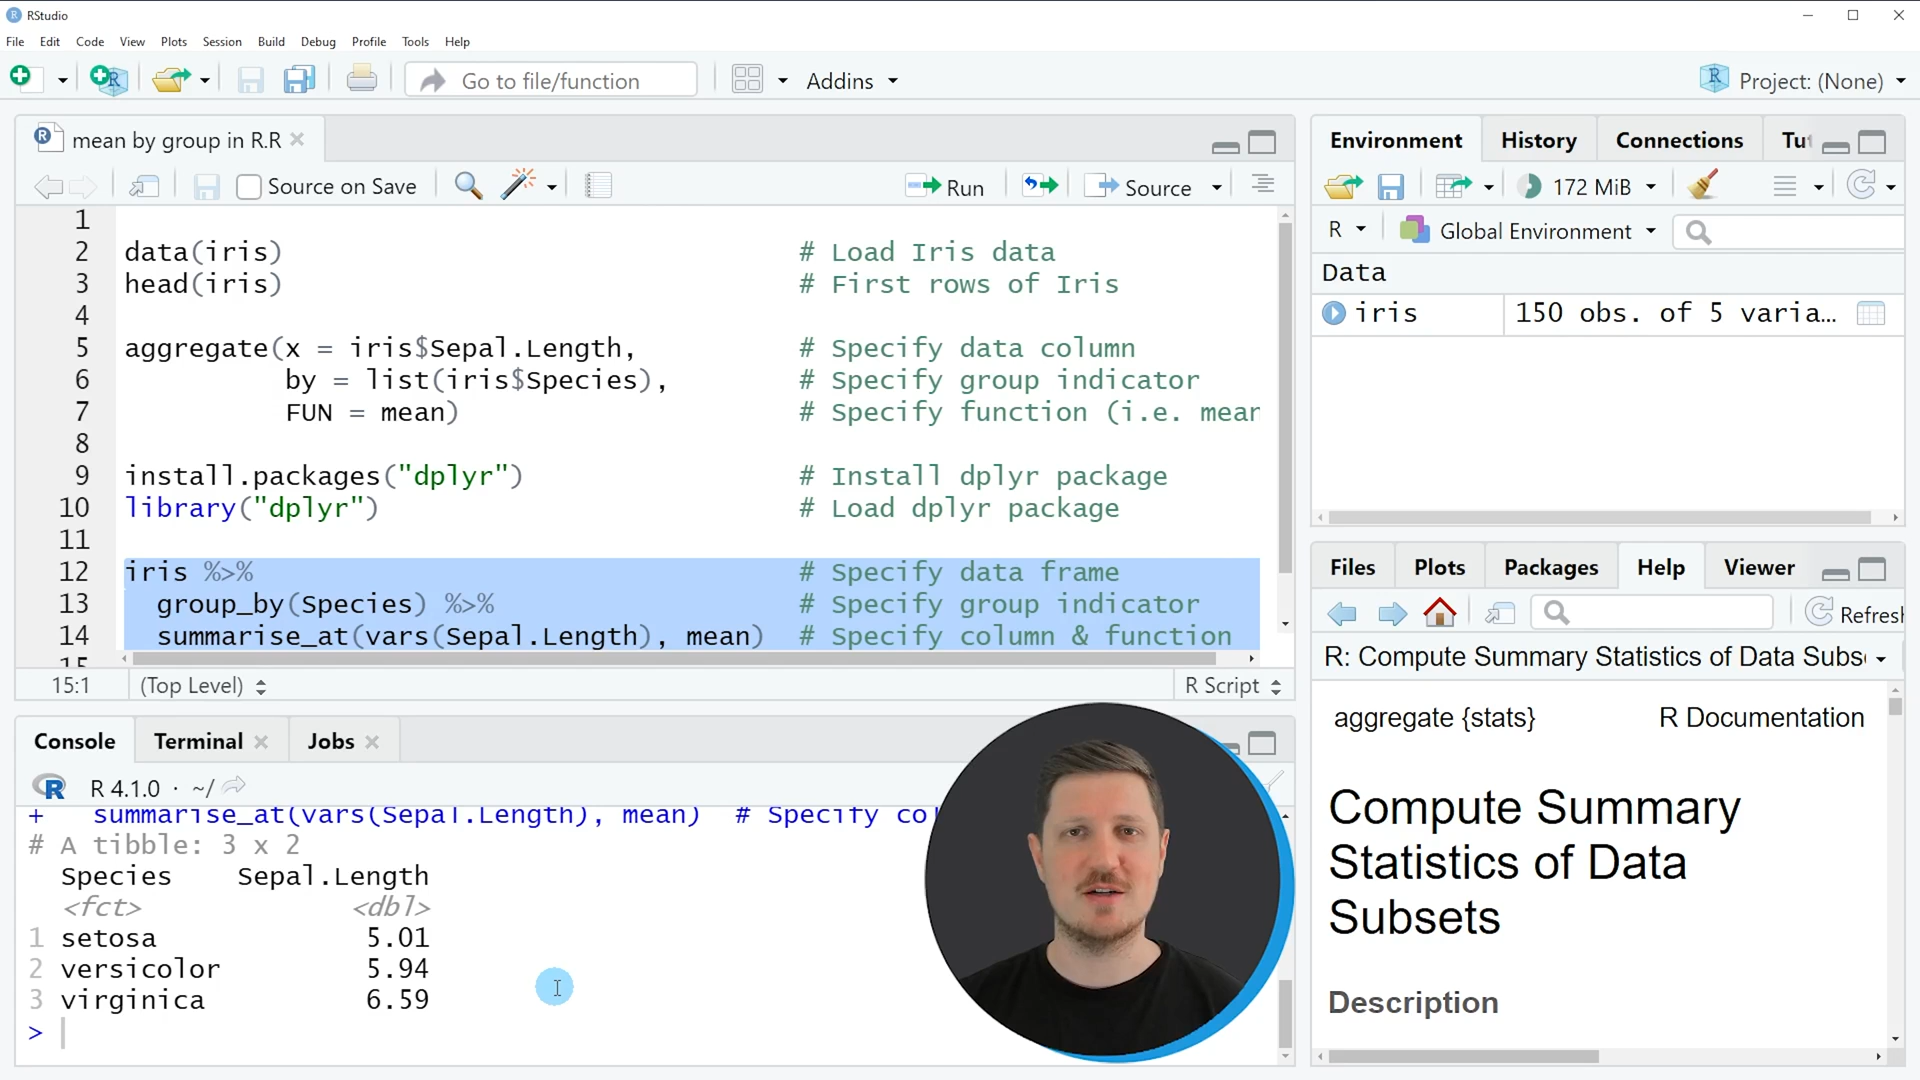 RStudio
File Edit Code View Plots Session Build Debug Profile Tools Help
Go to file/function Addins Project: (None)
mean by group in R.R
Source on Save Run Source
1
2 data(iris) # Load Iris data
3 head(iris) # First rows of Iris
4
5 aggregate(x = iris$Sepal.Length, # Specify data column
6 by = list(iris$Species), # Specify group indicator
7 FUN = mean) # Specify function (i.e. mean
8
9 install.packages("dplyr") # Install dplyr package
10 library("dplyr") # Load dplyr package
11
12 iris %>% # Specify data frame
13 group_by(Species) %>% # Specify group indicator
14 summarise_at(vars(Sepal.Length), mean) # Specify column & function
15
15:1 (Top Level) R Script
Console Terminal Jobs
R 4.1.0 · ~/
+ summarise_at(vars(Sepal.Length), mean) # Specify col
# A tibble: 3 x 2
Species Sepal.Length
<fct> <dbl>
1 setosa 5.01
2 versicolor 5.94
3 virginica 6.59
>
Environment History Connections Tut
172 MiB
R Global Environment
Data
iris 150 obs. of 5 varia…
Files Plots Packages Help Viewer
Refresh
R: Compute Summary Statistics of Data Subse
aggregate {stats} R Documentation
Compute Summary
Statistics of Data
Subsets
Description